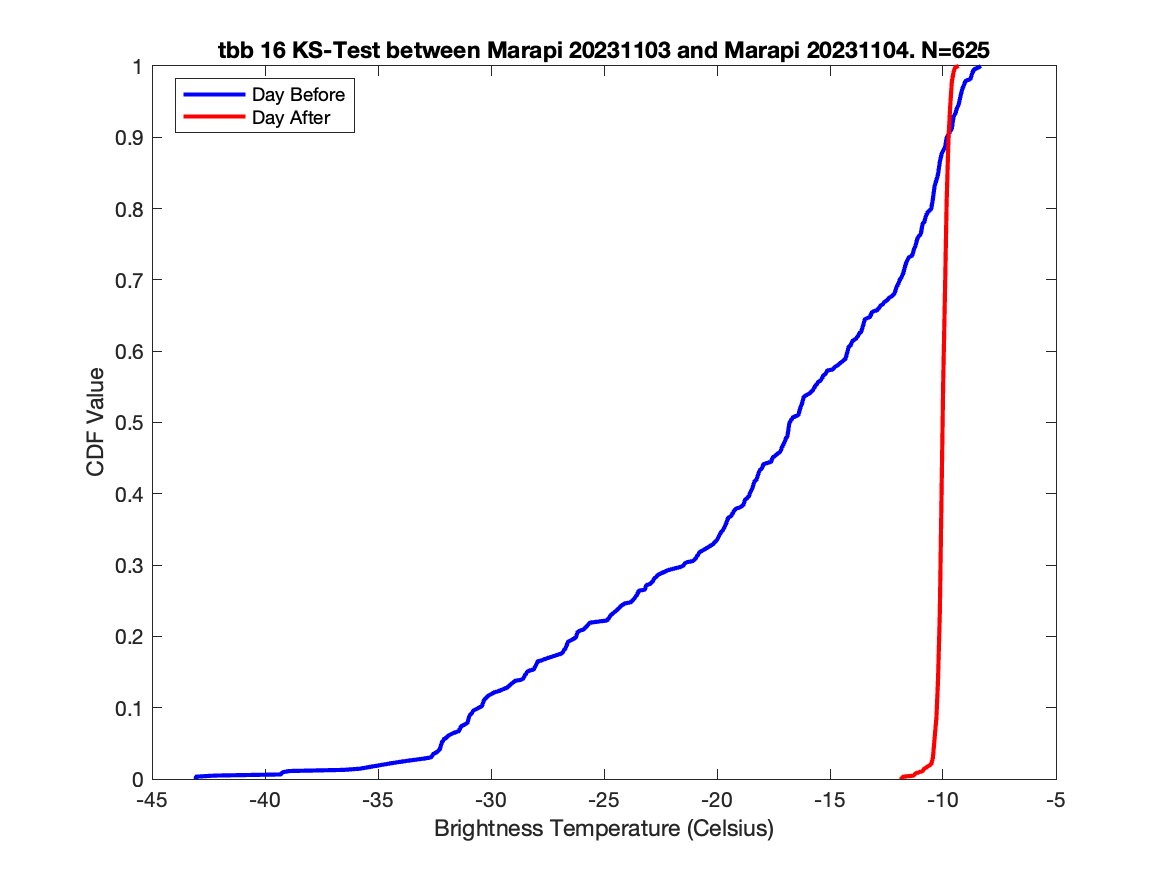 tbb 16 KS-Test between Marapi 20231103 and Marapi 20231104. N=625
Day Before
Day After
1
0.9
0.8
0.7
0.6
0.5
0.4
0.3
0.2
0.1
0
CDF Value
-45 -40 -35 -30 -25 -20 -15 -10 -5
Brightness Temperature (Celsius)